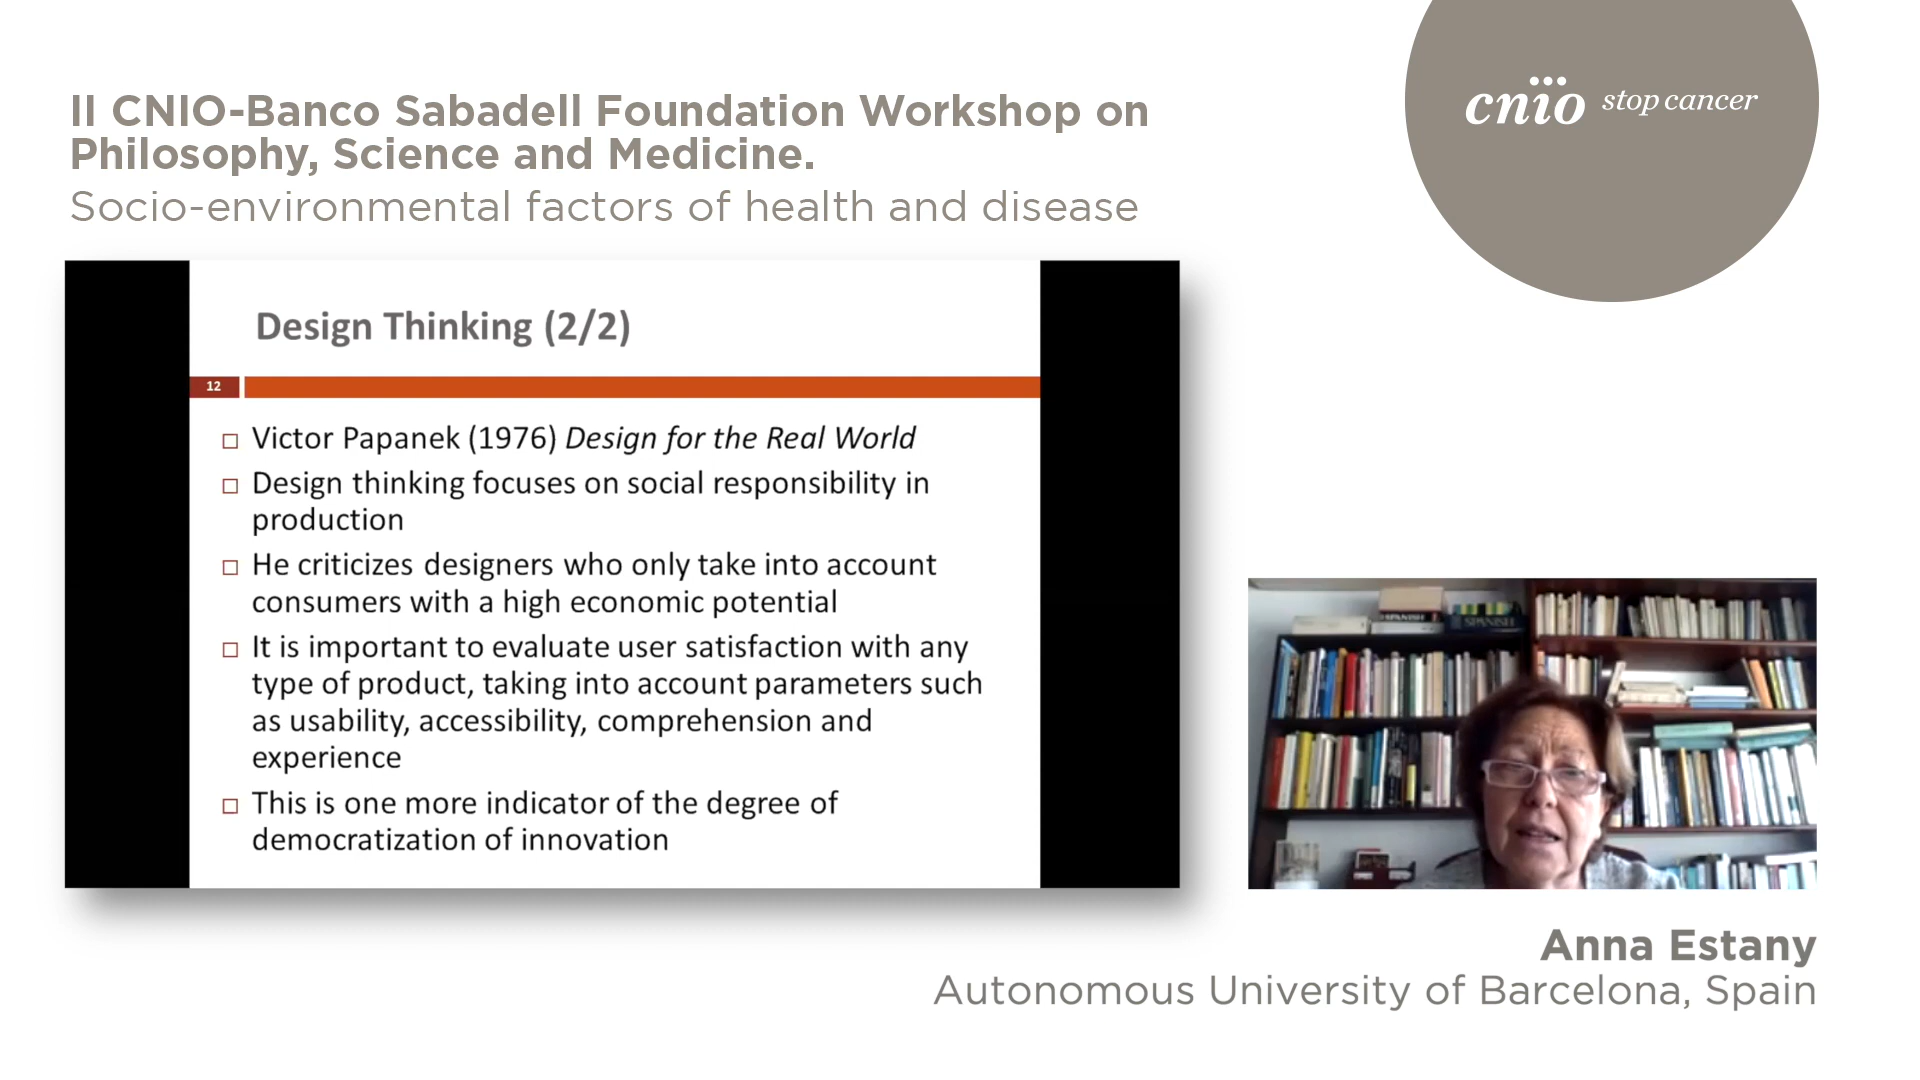 II CNIO-Banco Sabadell Foundation Workshop on
Philosophy, Science and Medicine.
Socio-environmental factors of health and disease
cnio stop cancer
Design Thinking (2/2)
12
Victor Papanek (1976) Design for the Real World
Design thinking focuses on social responsibility in
production
He criticizes designers who only take into account
consumers with a high economic potential
It is important to evaluate user satisfaction with any
type of product, taking into account parameters such
as usability, accessibility, comprehension and
experience
This is one more indicator of the degree of
democratization of innovation
SPANISH
SPANISH
Anna Estany
Autonomous University of Barcelona, Spain